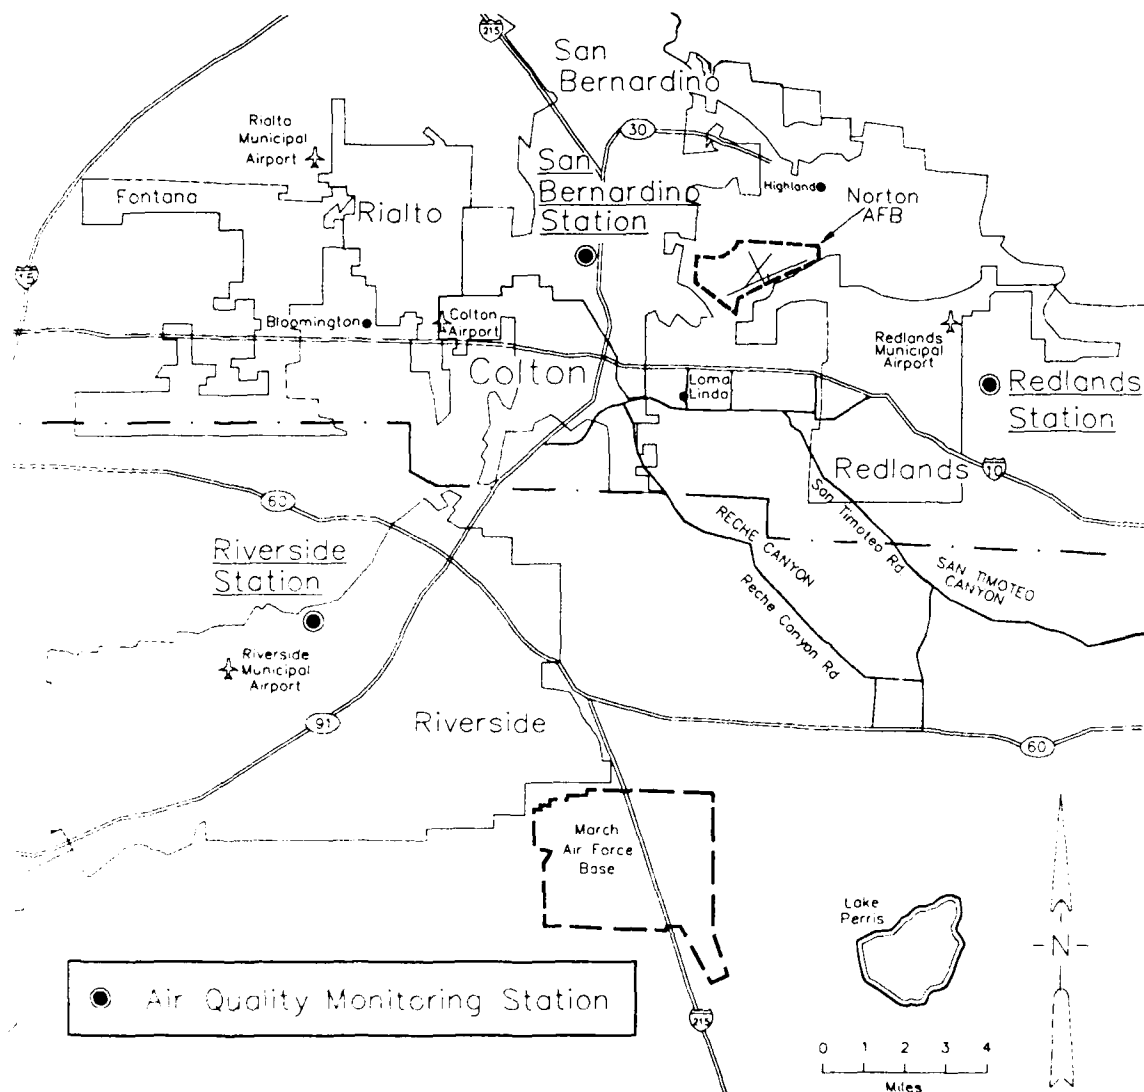 215
San
Bernardino
Rialto
Municipal
Airport
30
San
Bernardino
Station
Highland
Fontana
Rialto
Norton
AFB
15
Bloomington
Colton
Airport
Redlands
Municipal
Airport
Colton
Loma
Linda
Redlands
Station
Redlands
10
60
San Timoteo Rd
RECHE CANYON
Riverside
Station
SAN TIMOTEO
CANYON
Reche Canyon Rd
Riverside
Municipal
Airport
91
Riverside
60
March
Air Force
Base
Lake
Perris
N
Air Quality Monitoring Station
215
0 1 2 3 4
Miles